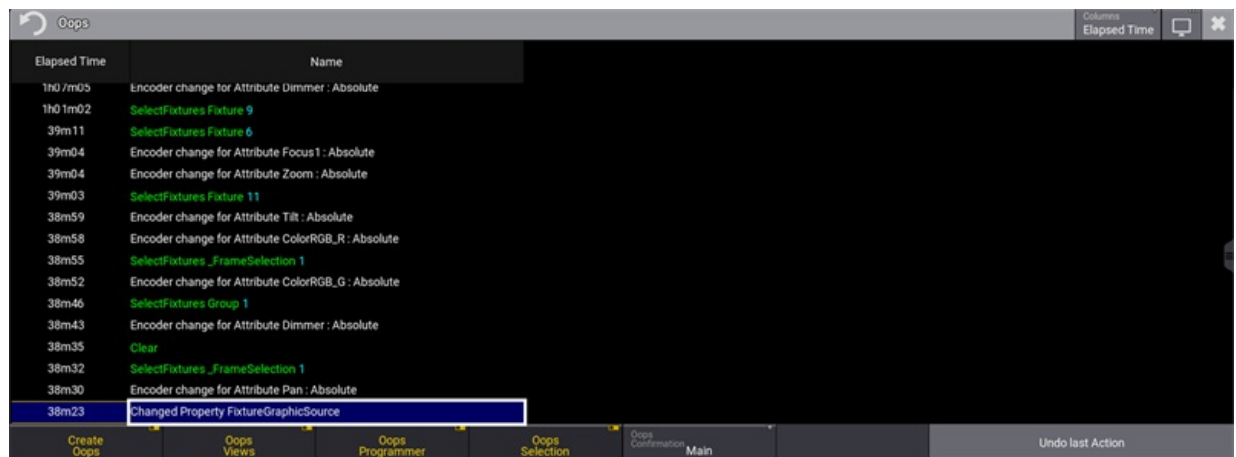 Oops
Columns
Elapsed Time
Elapsed Time Name
1h07m05 Encoder change for Attribute Dimmer : Absolute
1h01m02 SelectFixtures Fixture 9
39m11 SelectFixtures Fixture 6
39m04 Encoder change for Attribute Focus1 : Absolute
39m04 Encoder change for Attribute Zoom : Absolute
39m03 SelectFixtures Fixture 11
38m59 Encoder change for Attribute Tilt : Absolute
38m58 Encoder change for Attribute ColorRGB_R : Absolute
38m55 SelectFixtures _FrameSelection 1
38m52 Encoder change for Attribute ColorRGB_G : Absolute
38m46 SelectFixtures Group 1
38m43 Encoder change for Attribute Dimmer : Absolute
38m35 Clear
38m32 SelectFixtures _FrameSelection 1
38m30 Encoder change for Attribute Pan : Absolute
38m23 Changed Property FixtureGraphicSource
Create
Oops
Oops
Views
Oops
Programmer
Oops
Selection
Oops
Confirmation
Main
Undo last Action